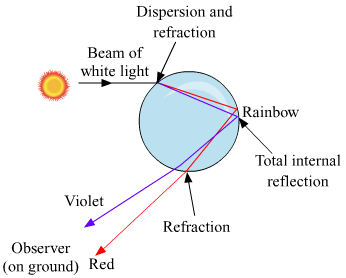 Dispersion and
refraction
Beam of
white light
Rainbow
Total internal
reflection
Violet
Refraction
Observer
(on ground)
Red